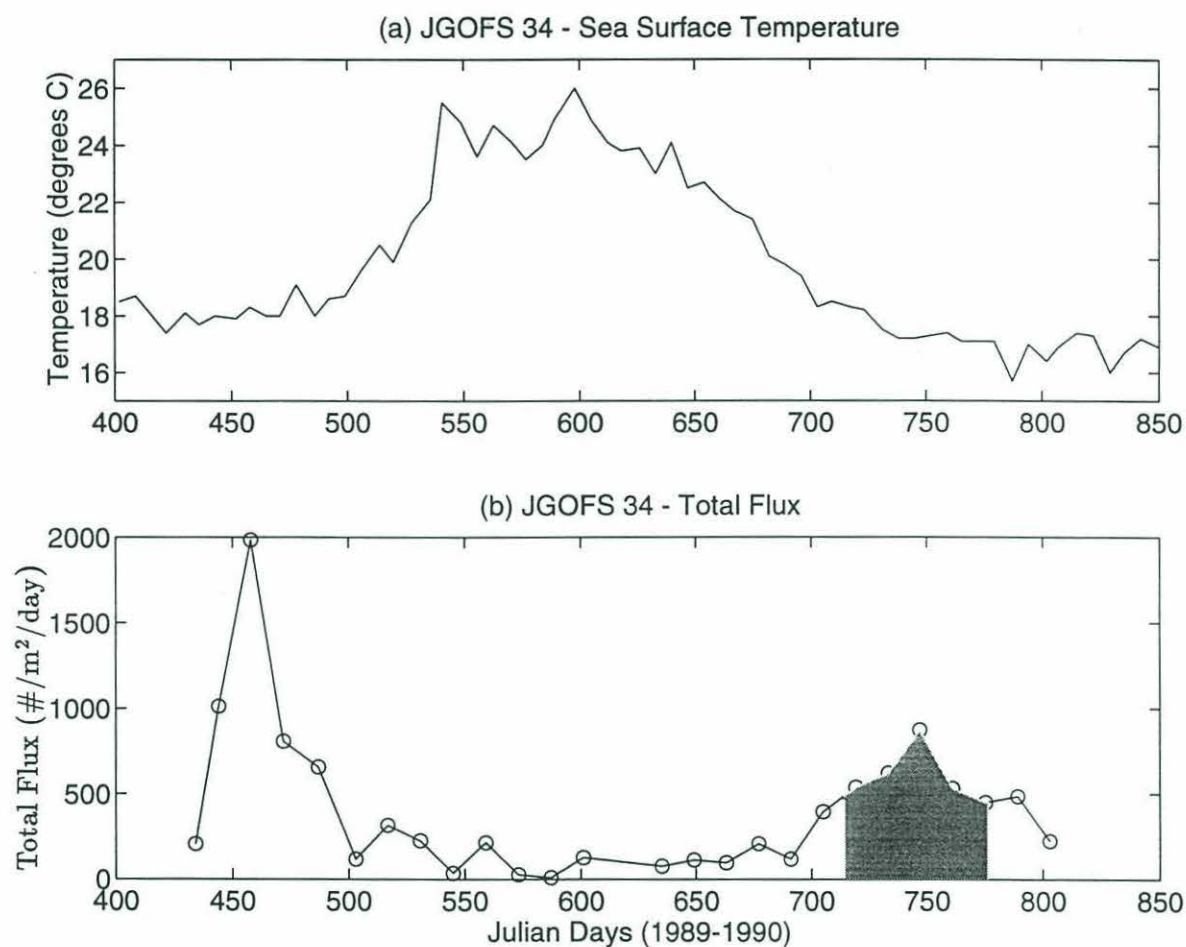 (a) JGOFS 34 - Sea Surface Temperature
Temperature (degrees C)
26
24
22
20
18
16
400 450 500 550 600 650 700 750 800 850
(b) JGOFS 34 - Total Flux
Total Flux (#/m²/day)
2000
1500
1000
500
0
400 450 500 550 600 650 700 750 800 850
Julian Days (1989-1990)